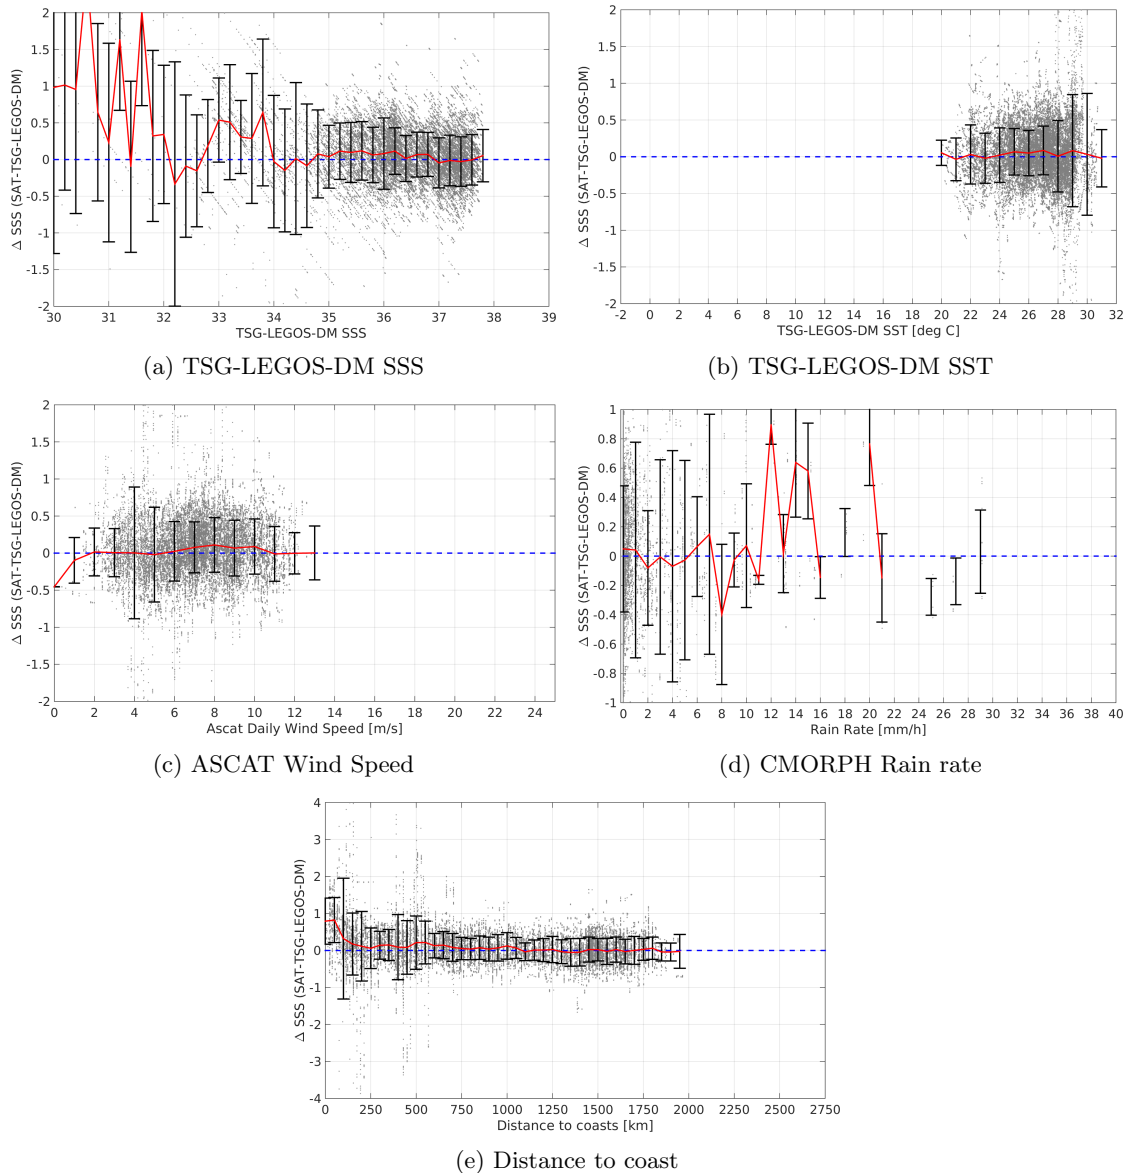 2
1.5
1
0.5
0
-0.5
-1
-1.5
-2
Δ SSS (SAT-TSG-LEGOS-DM)
30 31 32 33 34 35 36 37 38 39
TSG-LEGOS-DM SSS
(a) TSG-LEGOS-DM SSS
2
1.5
1
0.5
0
-0.5
-1
-1.5
-2
Δ SSS (SAT-TSG-LEGOS-DM)
-2 0 2 4 6 8 10 12 14 16 18 20 22 24 26 28 30 32
TSG-LEGOS-DM SST [deg C]
(b) TSG-LEGOS-DM SST
2
1.5
1
0.5
0
-0.5
-1
-1.5
-2
Δ SSS (SAT-TSG-LEGOS-DM)
0 2 4 6 8 10 12 14 16 18 20 22 24
Ascat Daily Wind Speed [m/s]
(c) ASCAT Wind Speed
1
0.8
0.6
0.4
0.2
0
-0.2
-0.4
-0.6
-0.8
-1
Δ SSS (SAT-TSG-LEGOS-DM)
0 2 4 6 8 10 12 14 16 18 20 22 24 26 28 30 32 34 36 38 40
Rain Rate [mm/h]
(d) CMORPH Rain rate
4
3
2
1
0
-1
-2
-3
-4
Δ SSS (SAT-TSG-LEGOS-DM)
0 250 500 750 1000 1250 1500 1750 2000 2250 2500 2750
Distance to coasts [km]
(e) Distance to coast